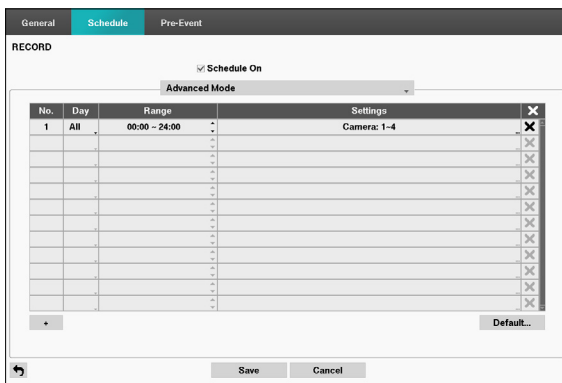 General Schedule Pre-Event
RECORD
Schedule On
Advanced Mode
No. Day Range Settings
1 All 00:00 ~ 24:00 Camera: 1~4
+ Default...
Save Cancel